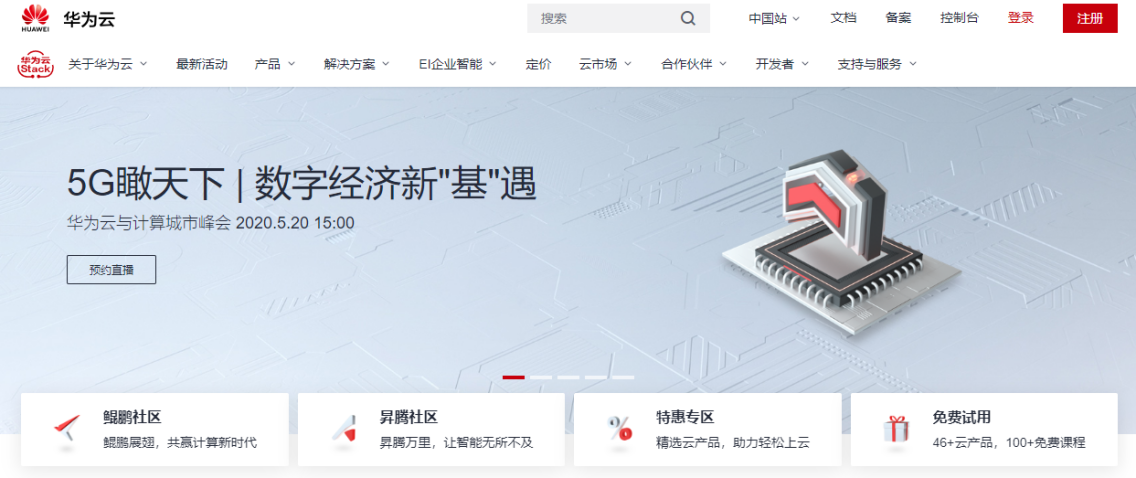 HUAWEI 华为云 搜索 中国站 文档 备案 控制台 登录 注册
华为云
Stack 关于华为云 最新活动 产品 解决方案 EI企业智能 定价 云市场 合作伙伴 开发者 支持与服务
5G瞰天下 | 数字经济新"基"遇
华为云与计算城市峰会 2020.5.20 15:00
预约直播
鲲鹏社区
鲲鹏展翅，共赢计算新时代
昇腾社区
昇腾万里，让智能无所不及
特惠专区
精选云产品，助力轻松上云
免费试用
46+云产品，100+免费课程